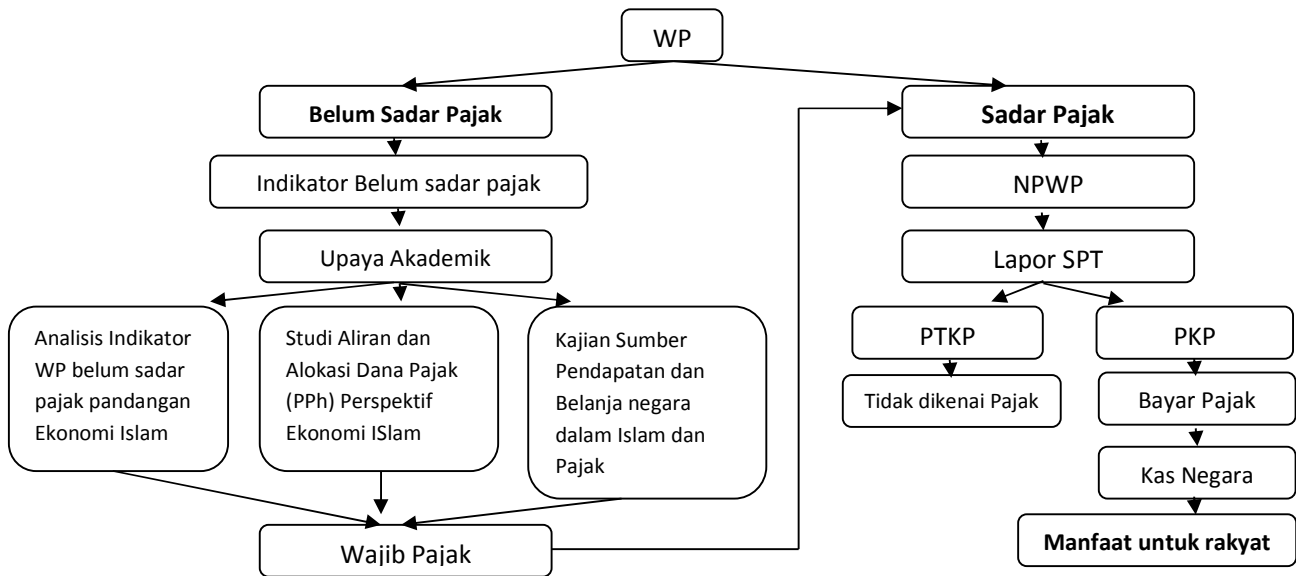 WP
Belum Sadar Pajak
Indikator Belum sadar pajak
Upaya Akademik
Analisis Indikator
WP belum sadar
pajak pandangan
Ekonomi Islam
Studi Aliran dan
Alokasi Dana Pajak
(PPh) Perspektif
Ekonomi ISlam
Kajian Sumber
Pendapatan dan
Belanja negara
dalam Islam dan
Pajak
Wajib Pajak
Sadar Pajak
NPWP
Lapor SPT
PTKP
Tidak dikenai Pajak
PKP
Bayar Pajak
Kas Negara
Manfaat untuk rakyat